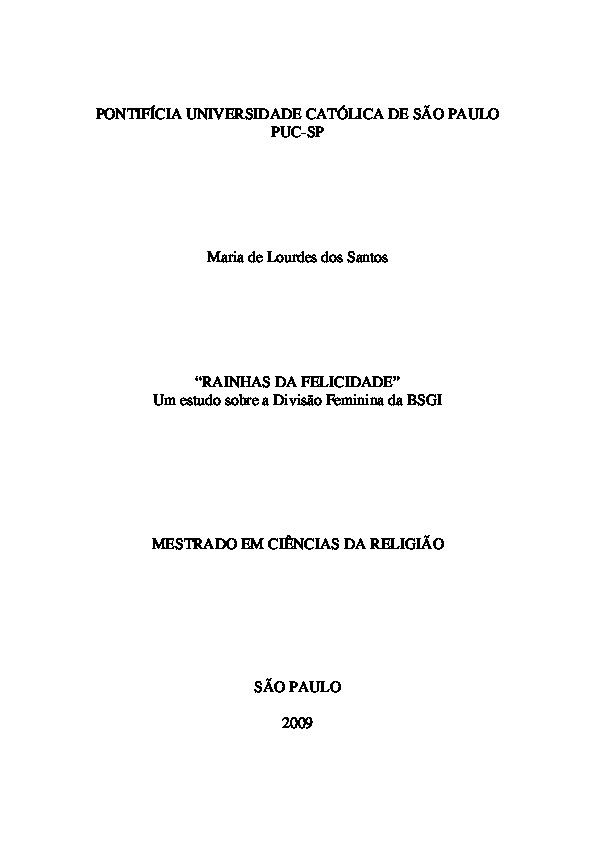 PONTIFÍCIA UNIVERSIDADE CATÓLICA DE SÃO PAULO
PUC-SP
Maria de Lourdes dos Santos
“RAINHAS DA FELICIDADE”
Um estudo sobre a Divisão Feminina da BSGI
MESTRADO EM CIÊNCIAS DA RELIGIÃO
SÃO PAULO
2009